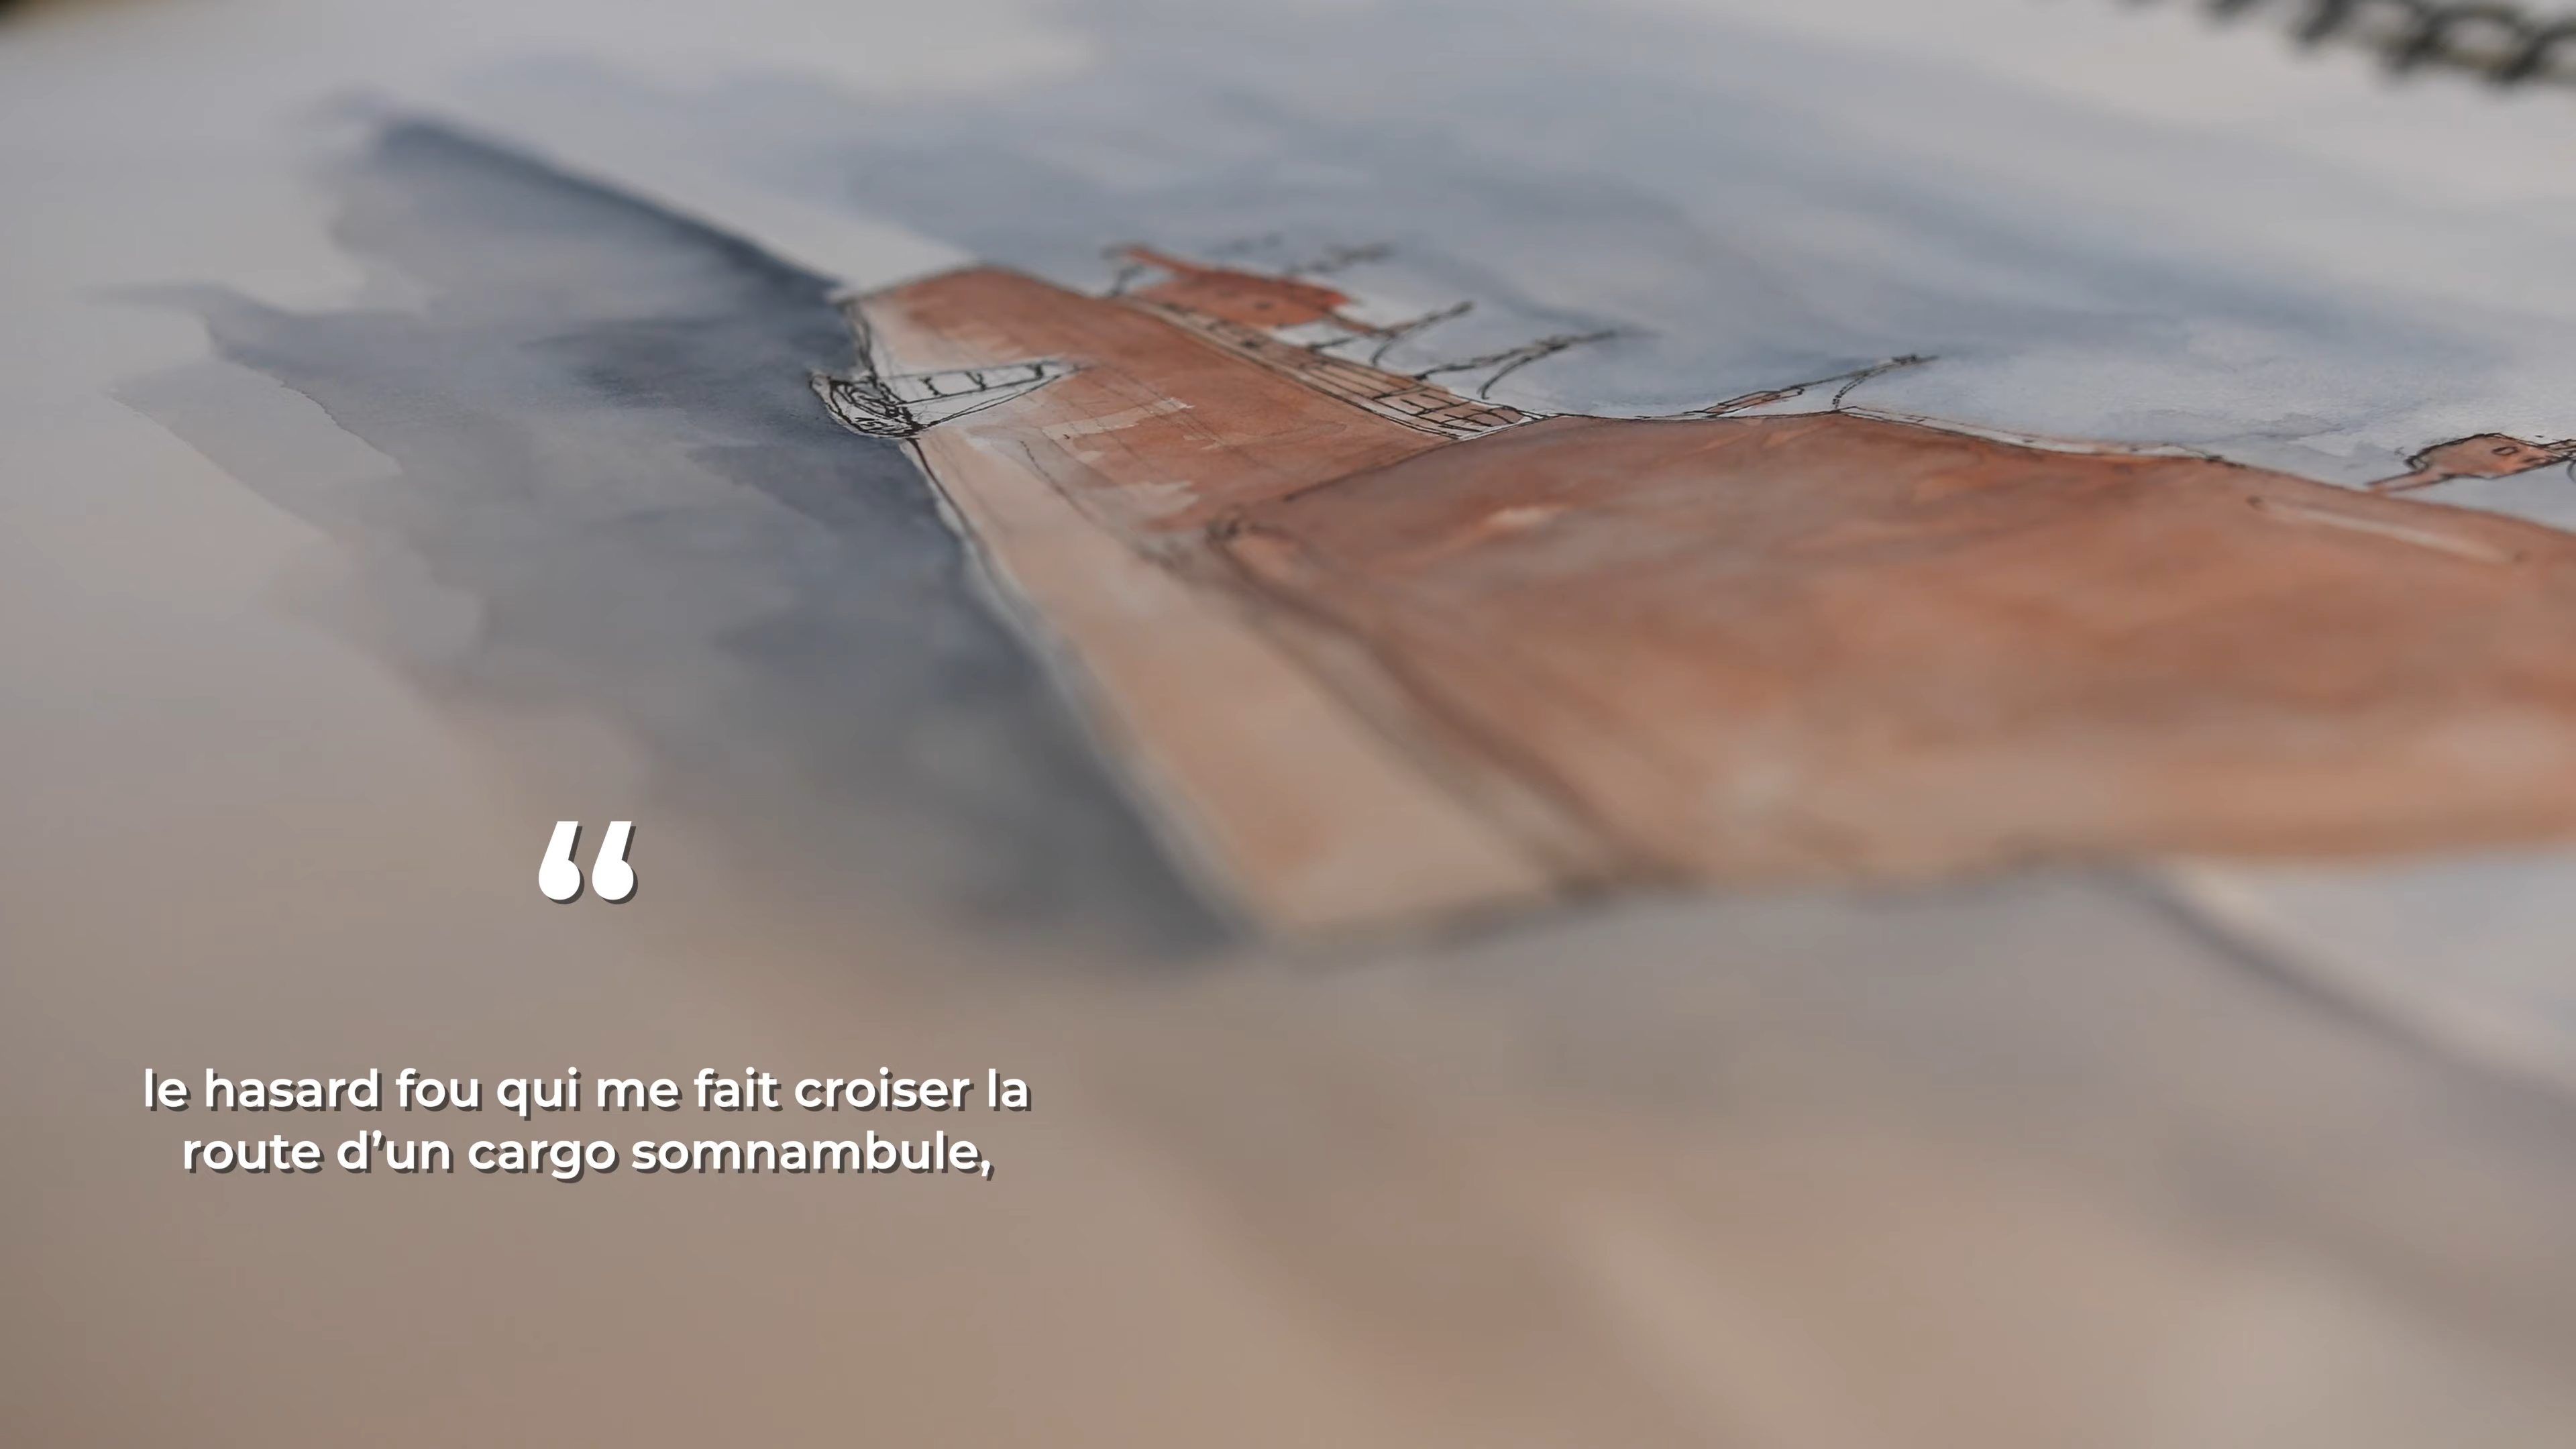 “
le hasard fou qui me fait croiser la
route d’un cargo somnambule,